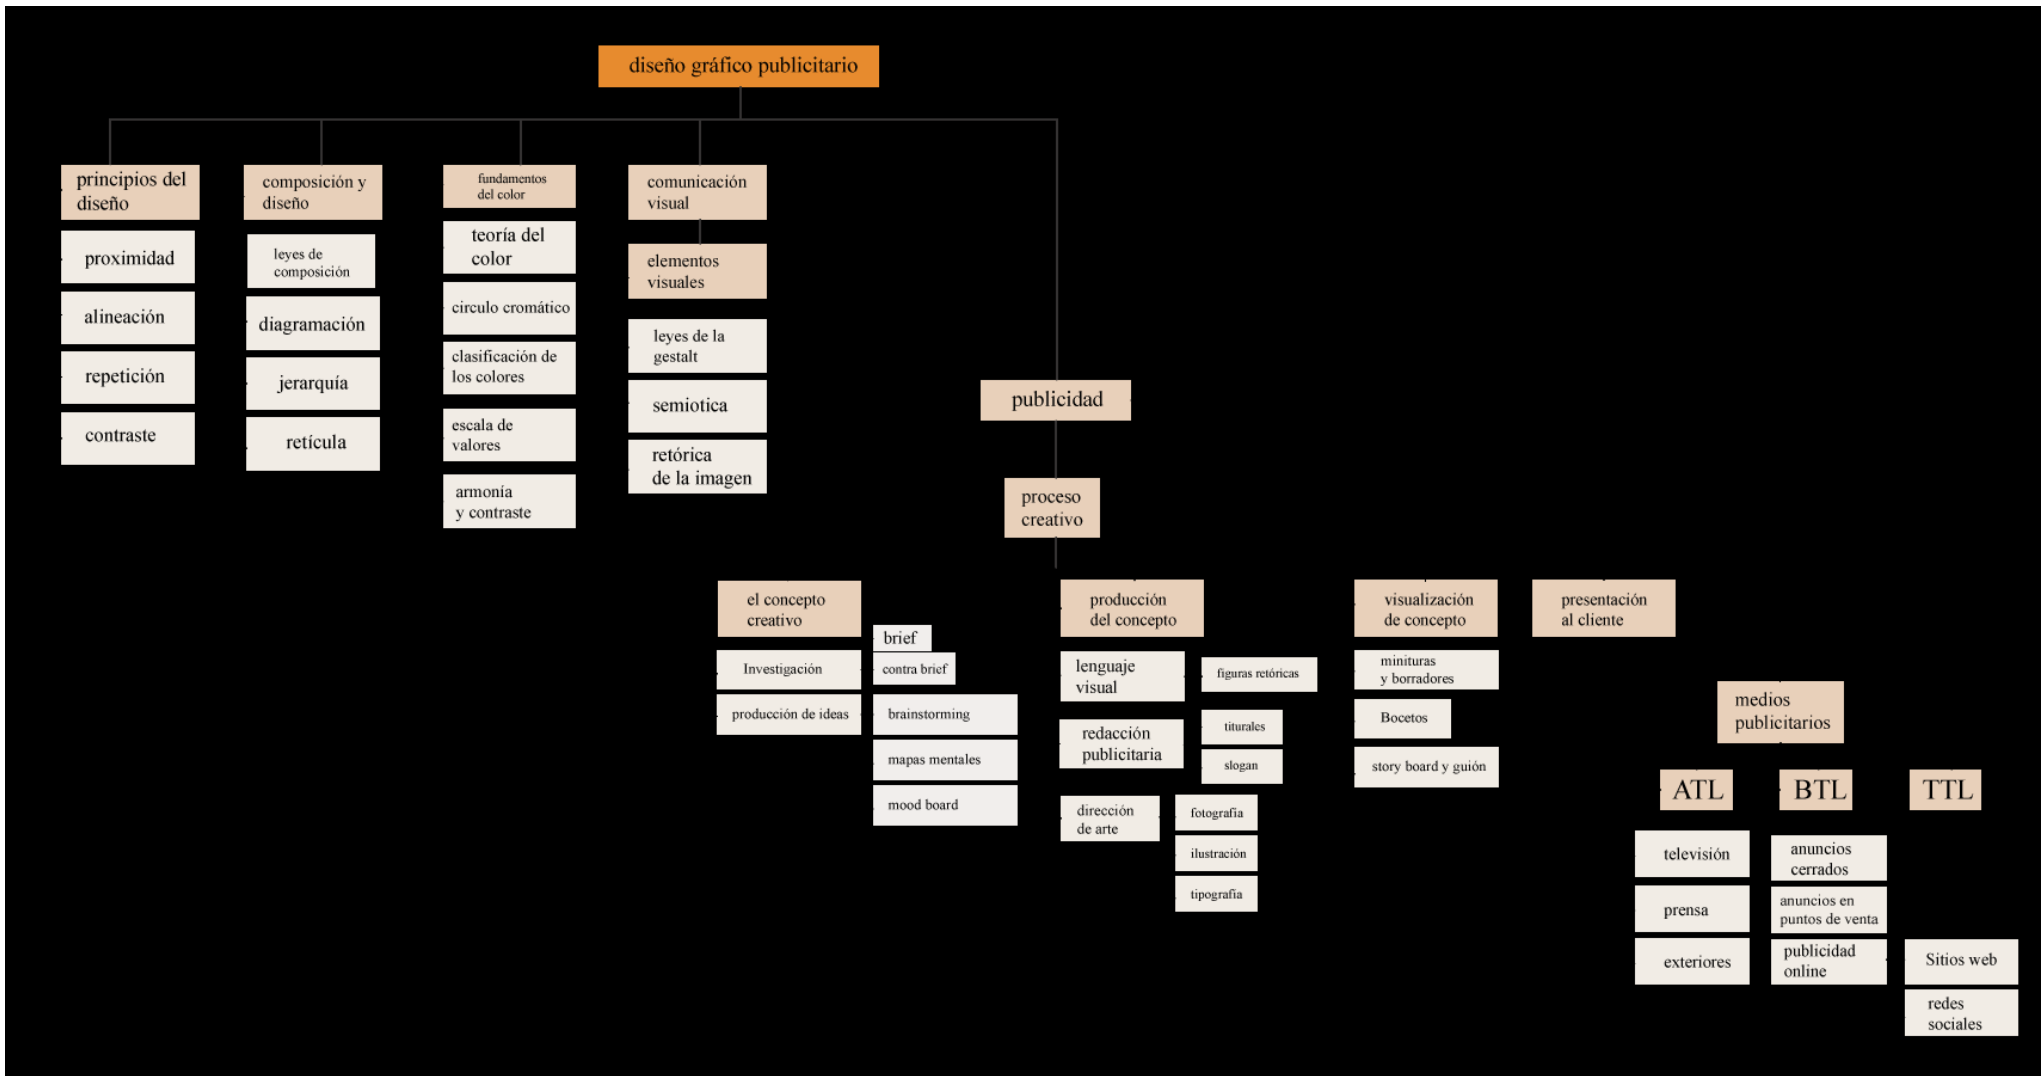 diseño gráfico publicitario
principios del
diseño
proximidad
alineación
repetición
contraste
composición y
diseño
leyes de
composición
diagramación
jerarquía
retícula
fundamentos
del color
teoría del
color
circulo cromático
clasificación de
los colores
escala de
valores
armonía
y contraste
comunicación
visual
elementos
visuales
leyes de la
gestalt
semiotica
retórica
de la imagen
publicidad
proceso
creativo
el concepto
creativo
Investigación
brief
contra brief
producción de ideas
brainstorming
mapas mentales
mood board
producción
del concepto
lenguaje
visual
figuras retóricas
redacción
publicitaria
titurales
slogan
dirección
de arte
fotografía
ilustración
tipografía
visualización
de concepto
minituras
y borradores
Bocetos
story board y guión
presentación
al cliente
medios
publicitarios
ATL
televisión
prensa
exteriores
BTL
anuncios
cerrados
anuncios en
puntos de venta
publicidad
online
TTL
Sitios web
redes
sociales